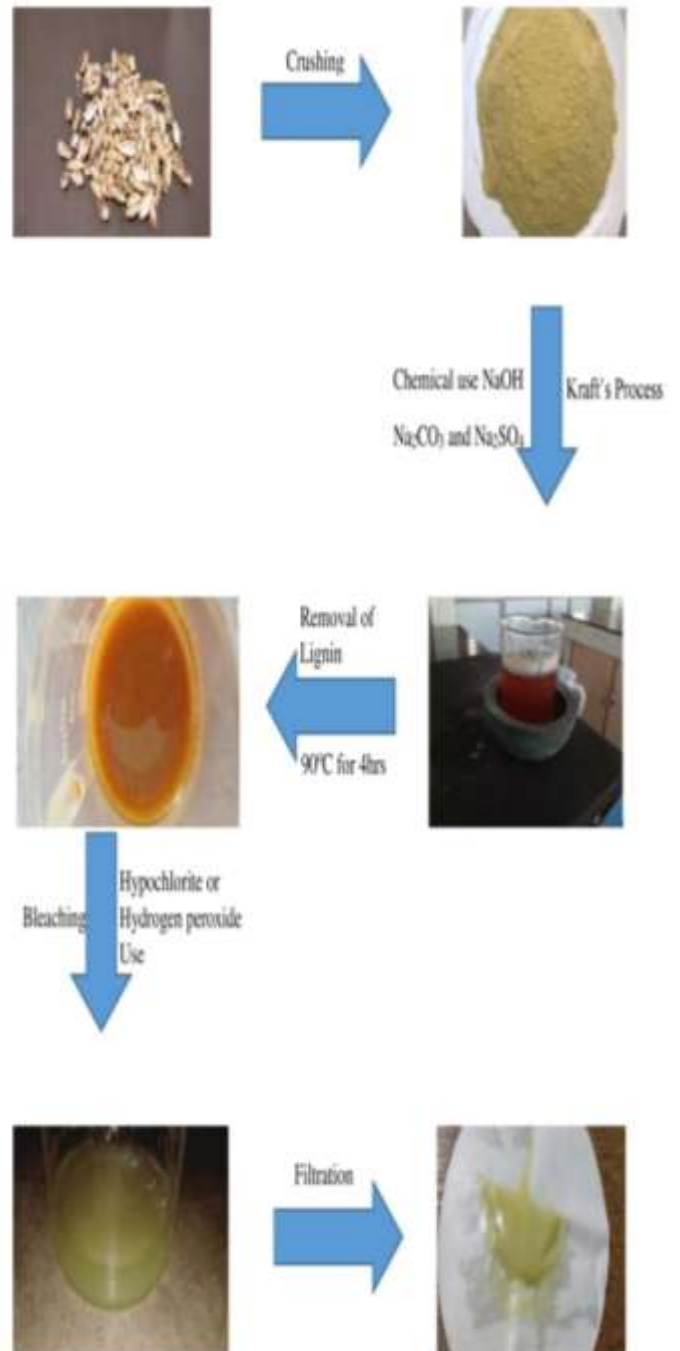 Crushing
Chemical use NaOH
Na₂CO₃ and Na₂SO₄
Kraft's Process
Removal of
Lignin
90°C for 4hrs
Bleaching
Hypochlorite or
Hydrogen peroxide
Use
Filtration